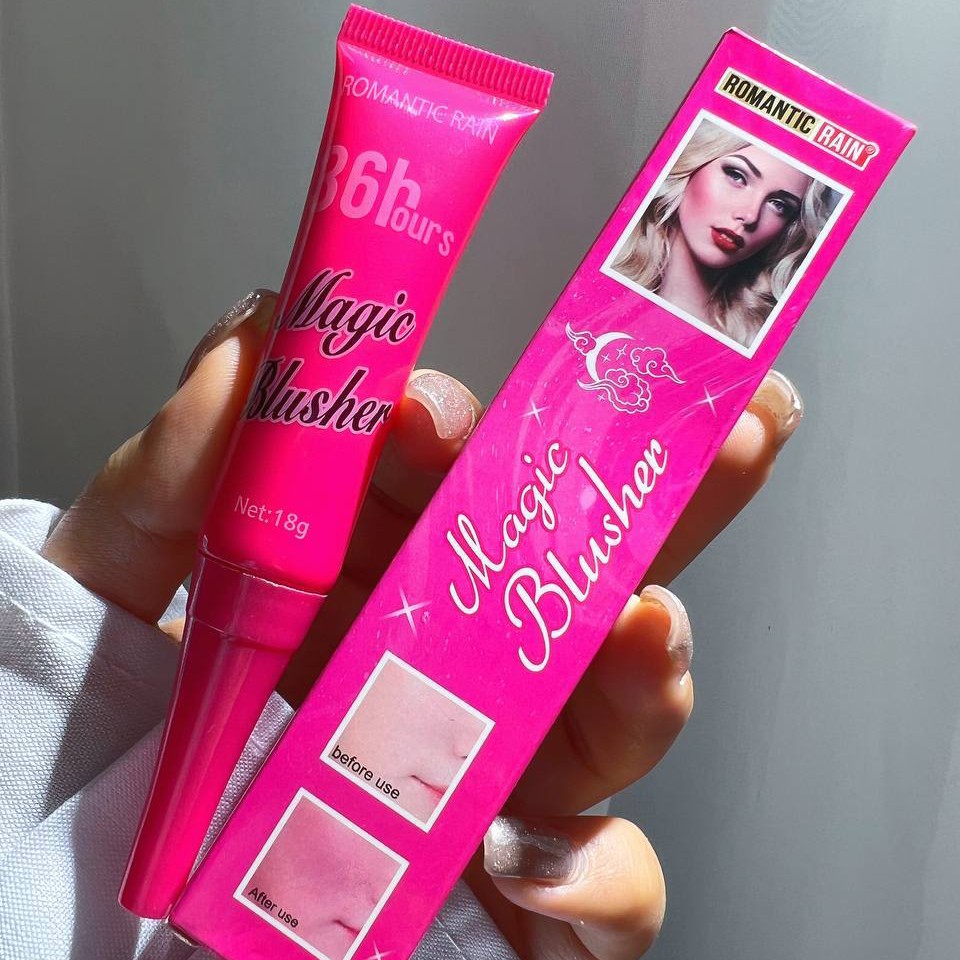 ROMANTIC RAIN
36hours
Magic
Blusher
Net:18g
ROMANTIC RAIN®
Magic
Blusher
before use
After use